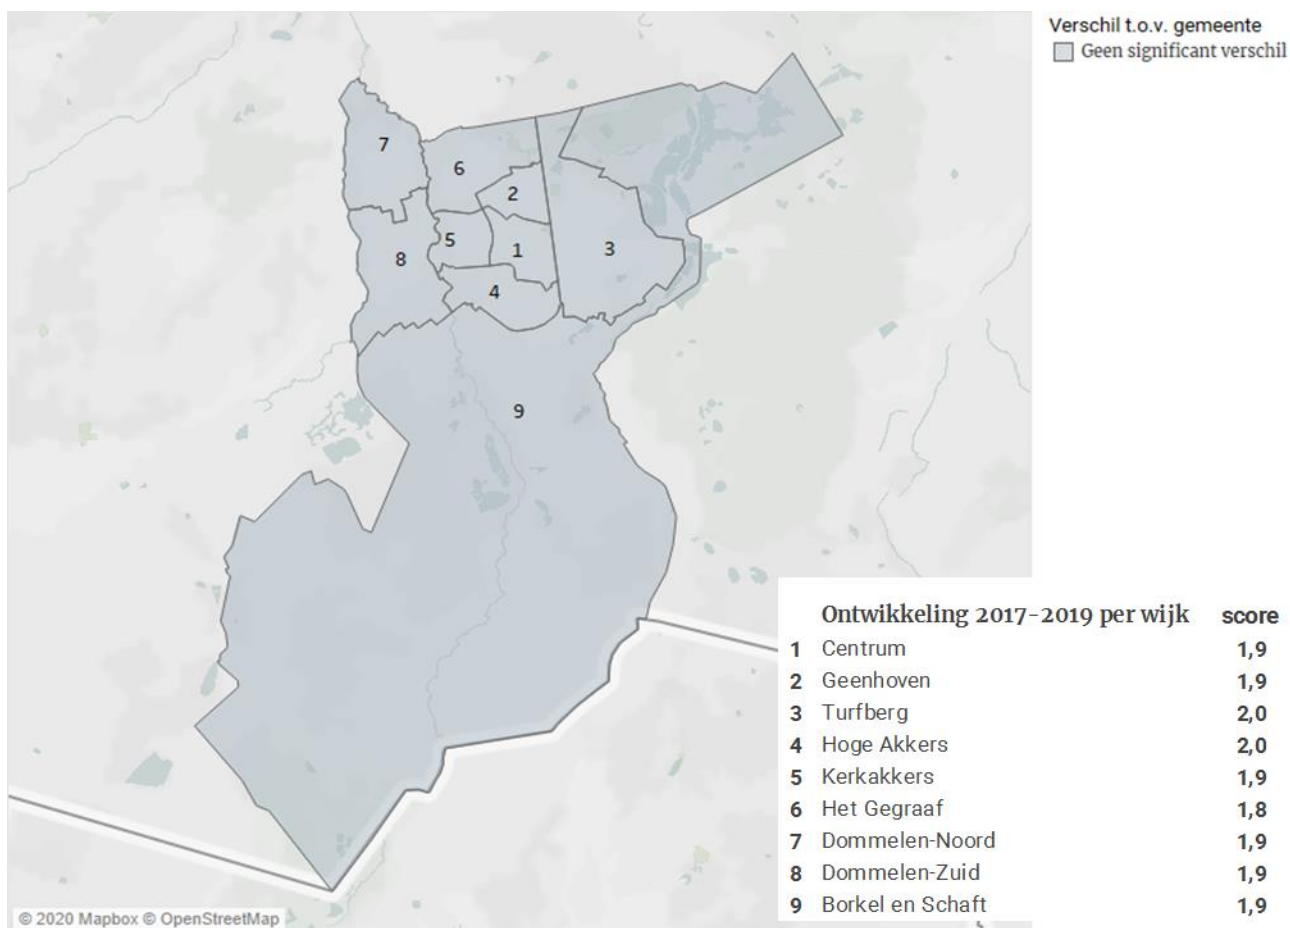 Verschil t.o.v. gemeente
Geen significant verschil
7
6
2
5
1
3
8
4
9
Ontwikkeling 2017-2019 per wijk score
1 Centrum 1,9
2 Geenhoven 1,9
3 Turfberg 2,0
4 Hoge Akkers 2,0
5 Kerkakkers 1,9
6 Het Gegraaf 1,8
7 Dommelen-Noord 1,9
8 Dommelen-Zuid 1,9
9 Borkel en Schaft 1,9
© 2020 Mapbox © OpenStreetMap